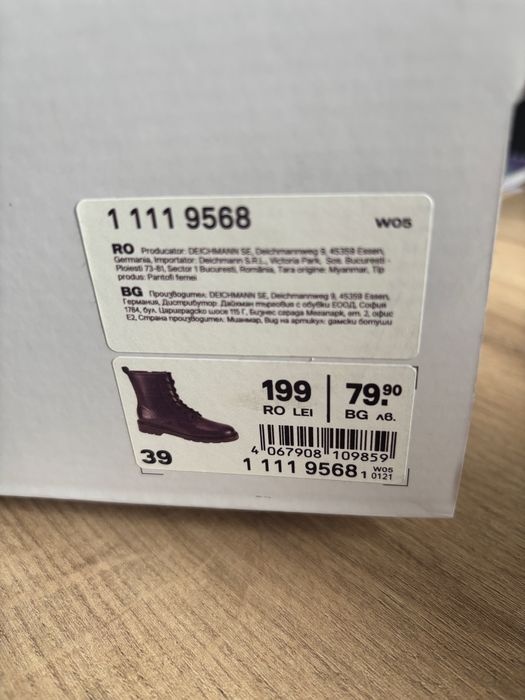 1 111 9568 W05
RO Producator: DEICHMANN SE, Deichmannweg 9, 45359 Essen,
Germania, Importator: Deichmann S.R.L., Victoria Park, Sos. Bucuresti -
Ploiesti 73-81, Sector 1 Bucuresti, România, Tara origine: Myanmar, Tip
produs: Pantofi femei
BG Производител: DEICHMANN SE, Deichmannweg 9, 45359 Essen,
Германия, Дистрибутор: Дайхман търговия с обувки ЕООД, София
1784, бул. Цариградско шосе 115 Г, Бизнес сграда Мегапарк, ет. 3, офис
E2, Страна производител: Мианмар, Вид на артикул: дамски ботуши
199 79.90
RO LEI BG лв.
4 067908 109859
39 1 111 9568 1 W05
0121